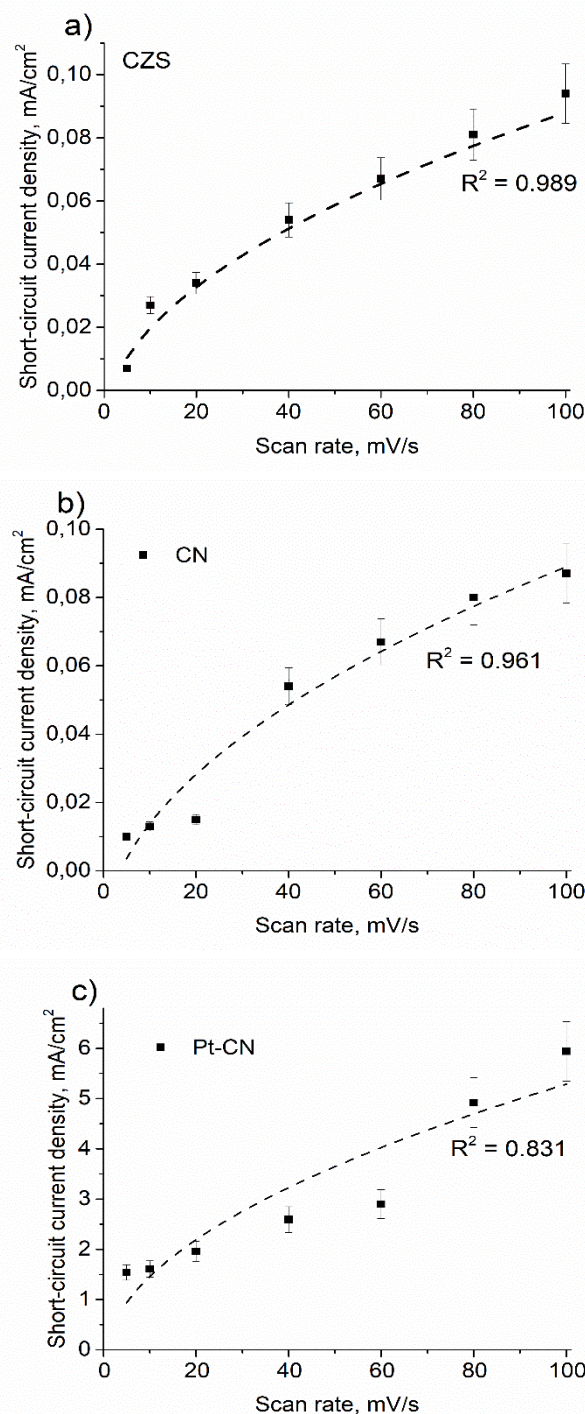 a)
CZS
Short-circuit current density, mA/cm²
0,10
0,08
0,06
0,04
0,02
0,00
R² = 0.989
0 20 40 60 80 100
Scan rate, mV/s
b)
CN
Short-circuit current density, mA/cm²
0,10
0,08
0,06
0,04
0,02
0,00
R² = 0.961
0 20 40 60 80 100
Scan rate, mV/s
c)
Pt-CN
Short-circuit current density, mA/cm²
6
5
4
3
2
1
0
R² = 0.831
0 20 40 60 80 100
Scan rate, mV/s